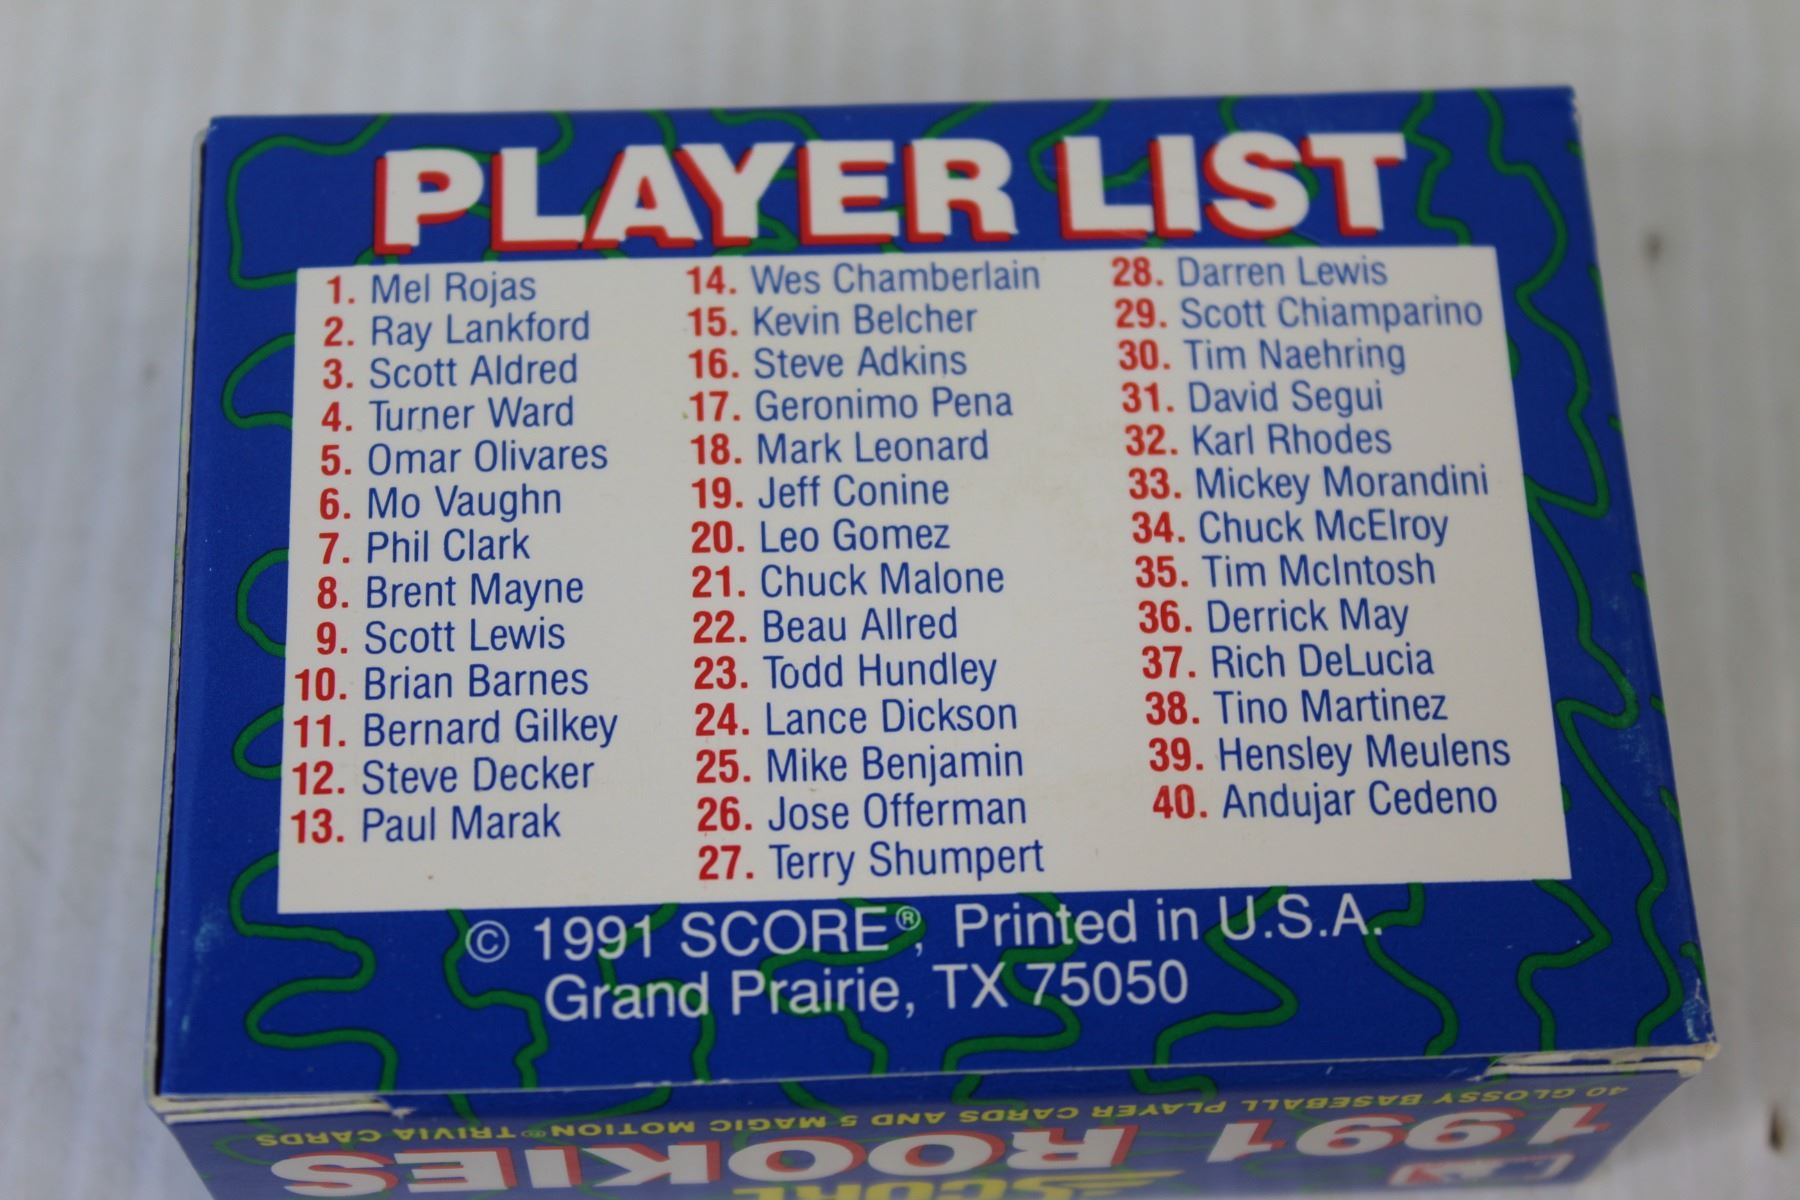 PLAYER LIST
1. Mel Rojas
2. Ray Lankford
3. Scott Aldred
4. Turner Ward
5. Omar Olivares
6. Mo Vaughn
7. Phil Clark
8. Brent Mayne
9. Scott Lewis
10. Brian Barnes
11. Bernard Gilkey
12. Steve Decker
13. Paul Marak
14. Wes Chamberlain
15. Kevin Belcher
16. Steve Adkins
17. Geronimo Pena
18. Mark Leonard
19. Jeff Conine
20. Leo Gomez
21. Chuck Malone
22. Beau Allred
23. Todd Hundley
24. Lance Dickson
25. Mike Benjamin
26. Jose Offerman
27. Terry Shumpert
28. Darren Lewis
29. Scott Chiamparino
30. Tim Naehring
31. David Segui
32. Karl Rhodes
33. Mickey Morandini
34. Chuck McElroy
35. Tim McIntosh
36. Derrick May
37. Rich DeLucia
38. Tino Martinez
39. Hensley Meulens
40. Andujar Cedeno
© 1991 SCORE®, Printed in U.S.A.
Grand Prairie, TX 75050
SCORE
1991 ROOKIES
40 GLOSSY BASEBALL PLAYER CARDS AND 5 MAGIC MOTION® TRIVIA CARDS